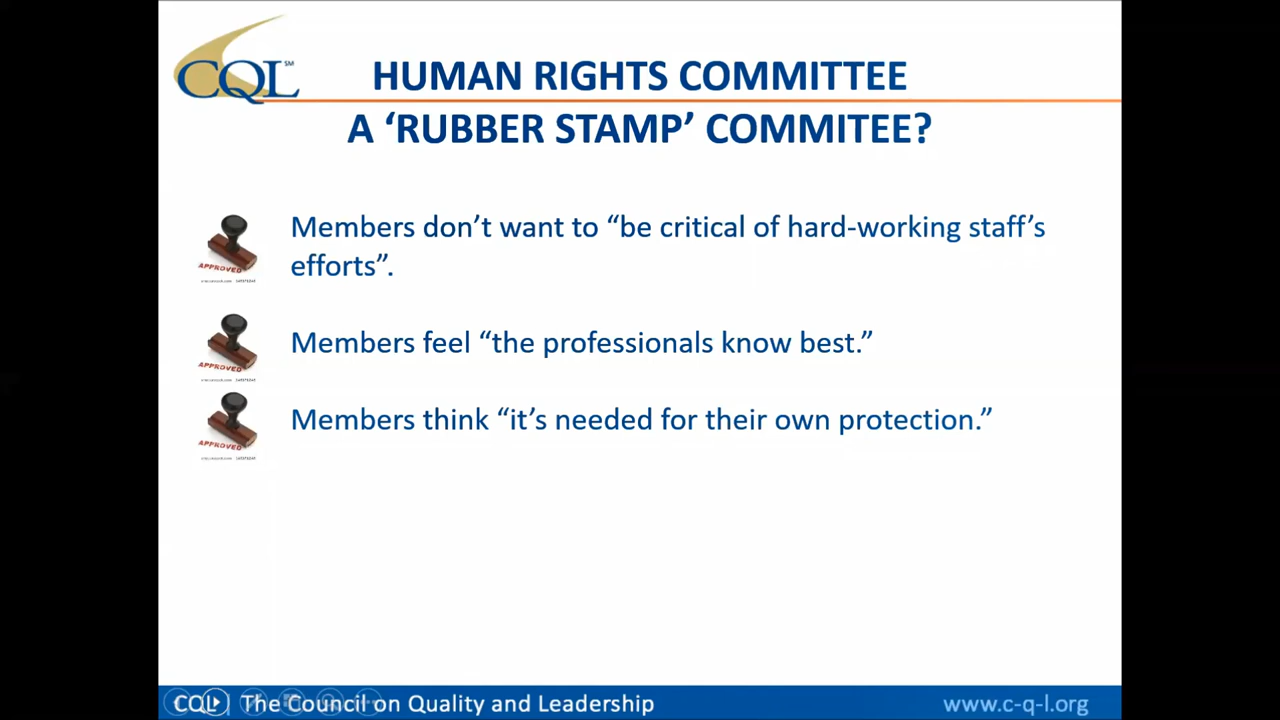 CQL SM
HUMAN RIGHTS COMMITTEE
A ‘RUBBER STAMP’ COMMITEE?
Members don’t want to “be critical of hard-working staff’s
efforts”.
APPROVED
Members feel “the professionals know best.”
APPROVED
Members think “it’s needed for their own protection.”
APPROVED
CQL | The Council on Quality and Leadership
www.c-q-l.org